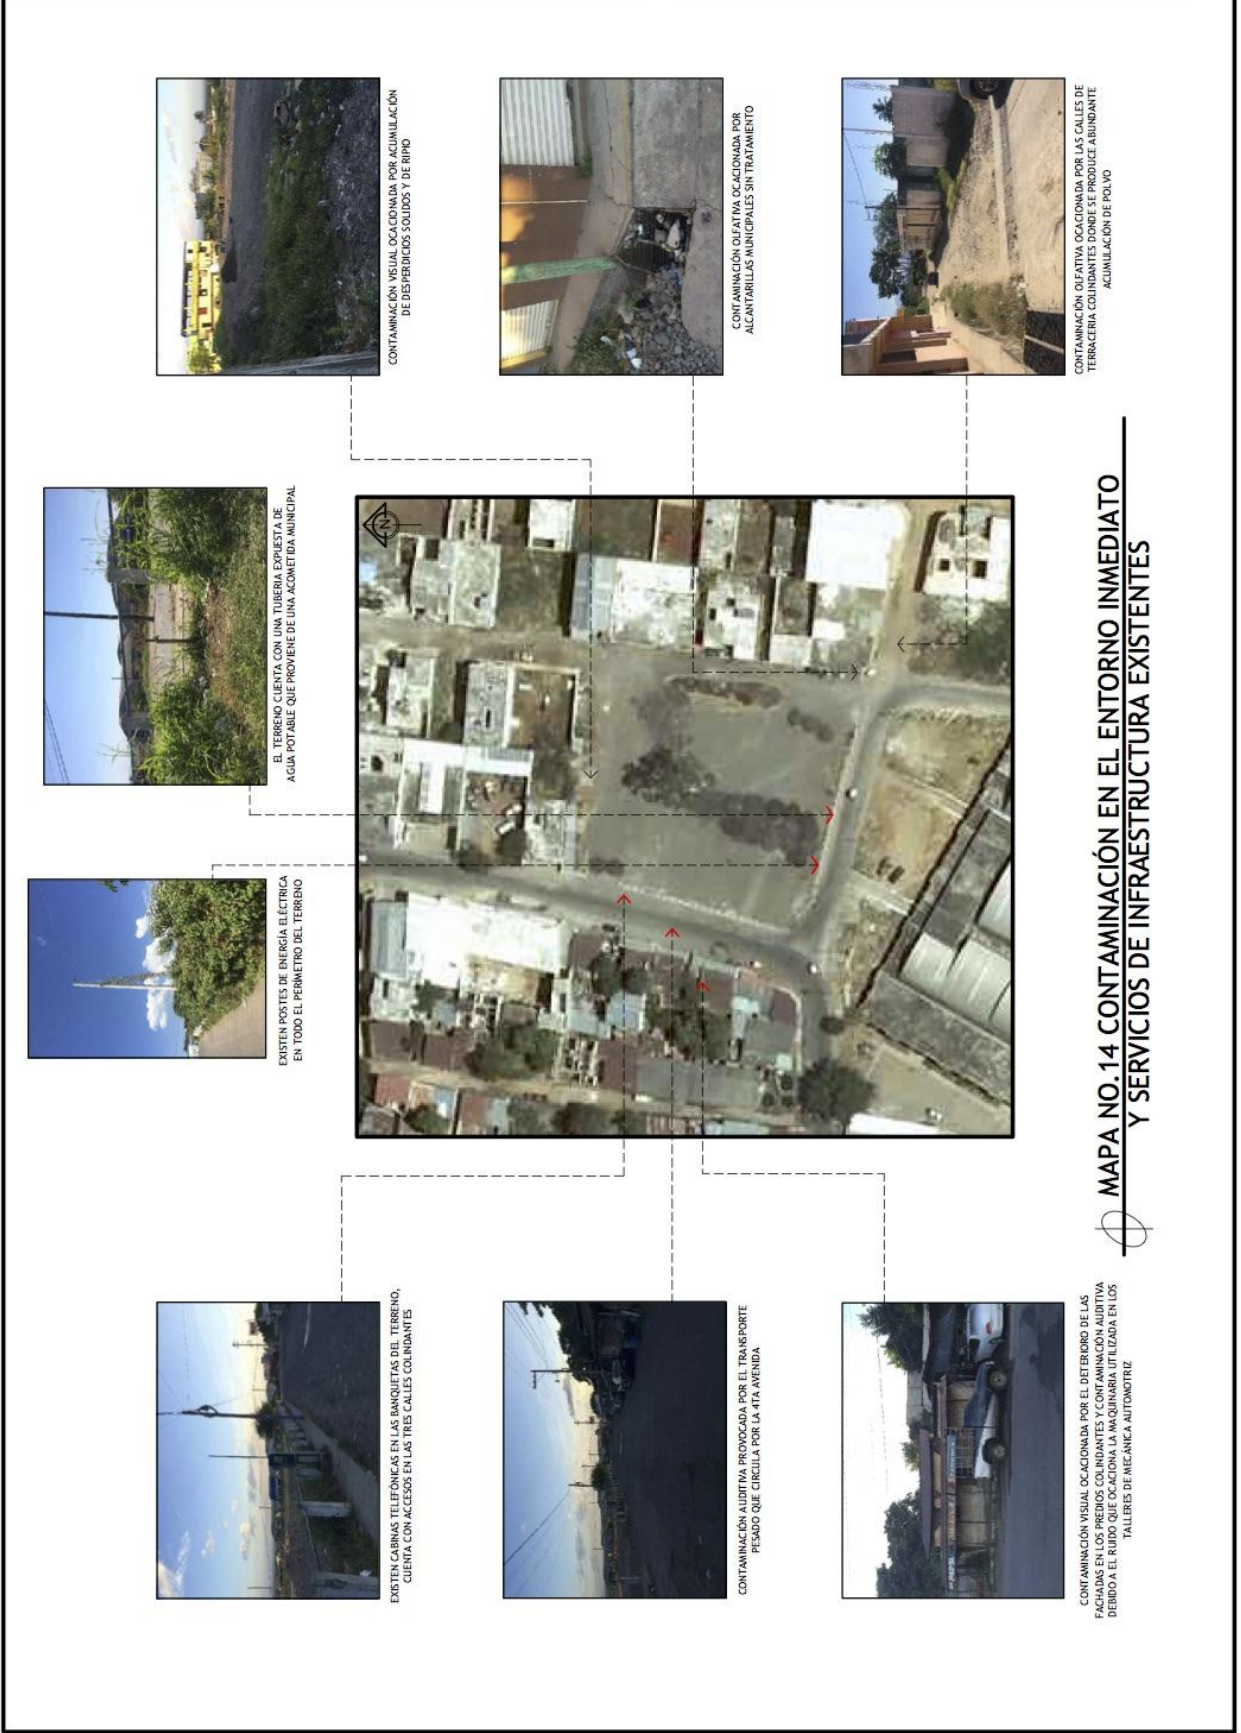 EXISTEN CABINAS TELEFÓNICAS EN LAS BANQUETAS DEL TERRENO,
CUENTA CON ACCESOS EN LAS TRES CALLES COLINDANTES
CONTAMINACIÓN AUDITIVA PROVOCADA POR EL TRANSPORTE
PESADO QUE CIRCULA POR LA 4TA AVENIDA
CONTAMINACIÓN VISUAL OCACIONADA POR EL DETERIORO DE LAS
FACHADAS EN LOS PREDIOS COLINDANTES Y CONTAMINACIÓN AUDITIVA
DEBIDO A EL RUIDO QUE OCACIONA LA MAQUINARIA UTILIZADA EN LOS
TALLERES DE MECÁNICA AUTOMOTRIZ
EXISTEN POSTES DE ENERGÍA ELÉCTRICA
EN TODO EL PERÍMETRO DEL TERRENO
EL TERRENO CUENTA CON UNA TUBERIA EXPUESTA DE
AGUA POTABLE QUE PROVIENE DE UNA ACOMETIDA MUNICIPAL
N
CONTAMINACIÓN VISUAL OCACIONADA POR ACUMULACIÓN
DE DESPERDICIOS SOLIDOS Y DE RIPIO
CONTAMINACIÓN OLFATIVA OCACIONADA POR
ALCANTARILLAS MUNICIPALES SIN TRATAMIENTO
CONTAMINACIÓN OLFATIVA OCACIONADA POR LAS CALLES DE
TERRACERIA COLINDANTES DONDE SE PRODUCE ABUNDANTE
ACUMULACIÓN DE POLVO
MAPA NO.14 CONTAMINACIÓN EN EL ENTORNO INMEDIATO
Y SERVICIOS DE INFRAESTRUCTURA EXISTENTES